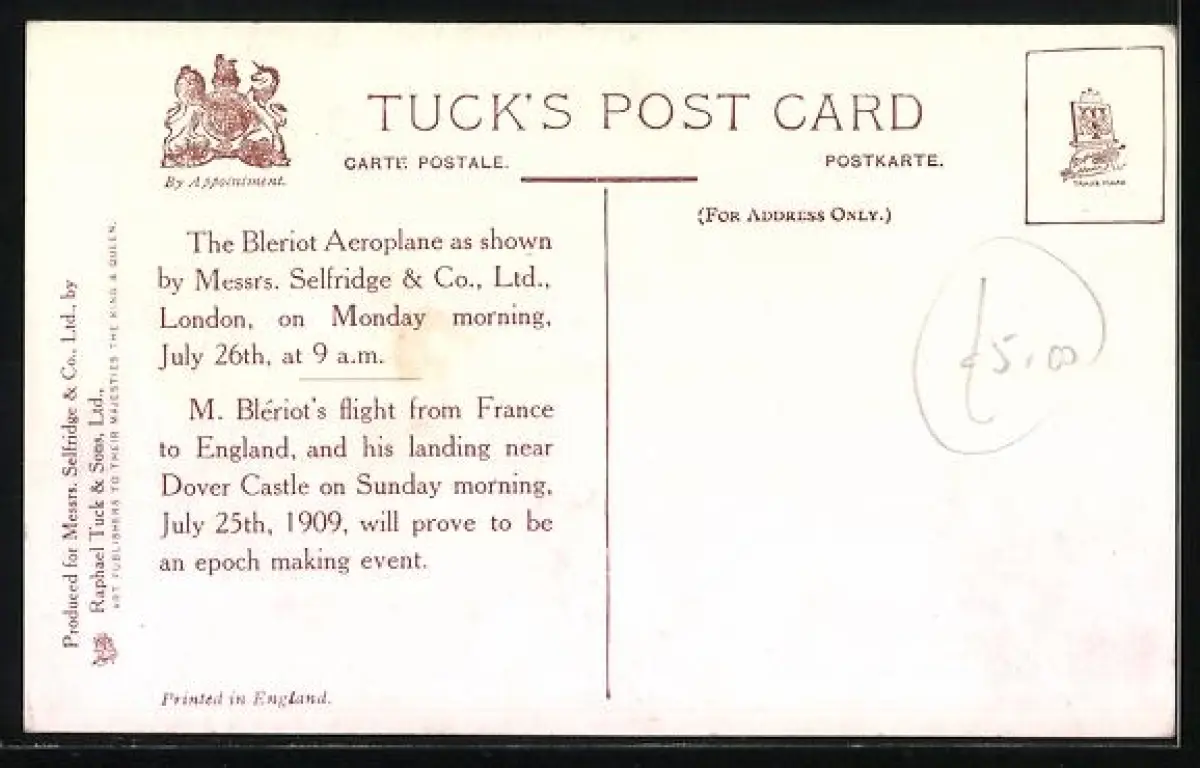 TUCK'S POST CARD
By Appointment.
CARTE POSTALE.
POSTKARTE.
TRADE MARK
(FOR ADDRESS ONLY.)
The Bleriot Aeroplane as shown
by Messrs. Selfridge & Co., Ltd.,
London, on Monday morning,
July 26th, at 9 a.m.
M. Blériot's flight from France
to England, and his landing near
Dover Castle on Sunday morning,
July 25th, 1909, will prove to be
an epoch making event.
Printed in England.
Produced for Messrs. Selfridge & Co., Ltd., by
Raphael Tuck & Sons, Ltd.,
ART PUBLISHERS TO THEIR MAJESTIES THE KING & QUEEN.
£5.00